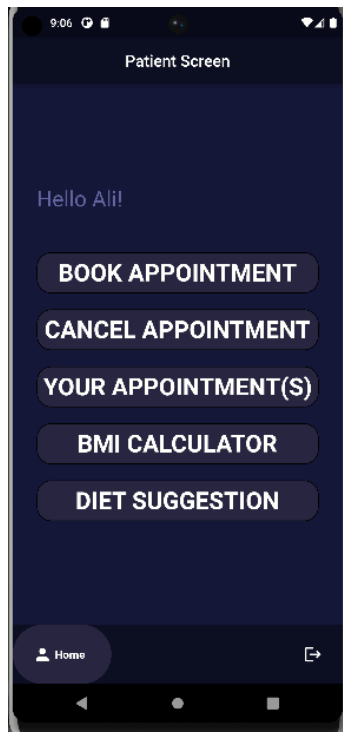 9:06
Patient Screen
Hello Ali!
BOOK APPOINTMENT
CANCEL APPOINTMENT
YOUR APPOINTMENT(S)
BMI CALCULATOR
DIET SUGGESTION
Home